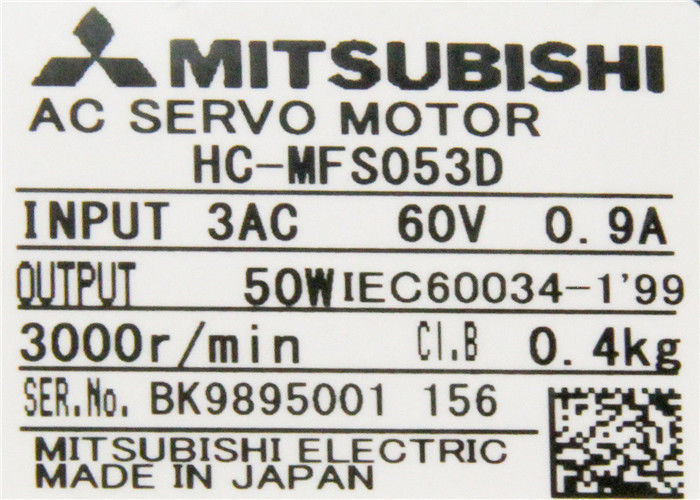 MITSUBISHI
AC SERVO MOTOR
HC-MFS053D
INPUT 3AC 60V 0.9A
OUTPUT 50W IEC60034-1'99
3000r/min Cl.B 0.4kg
SER.No. BK9895001 156
MITSUBISHI ELECTRIC
MADE IN JAPAN